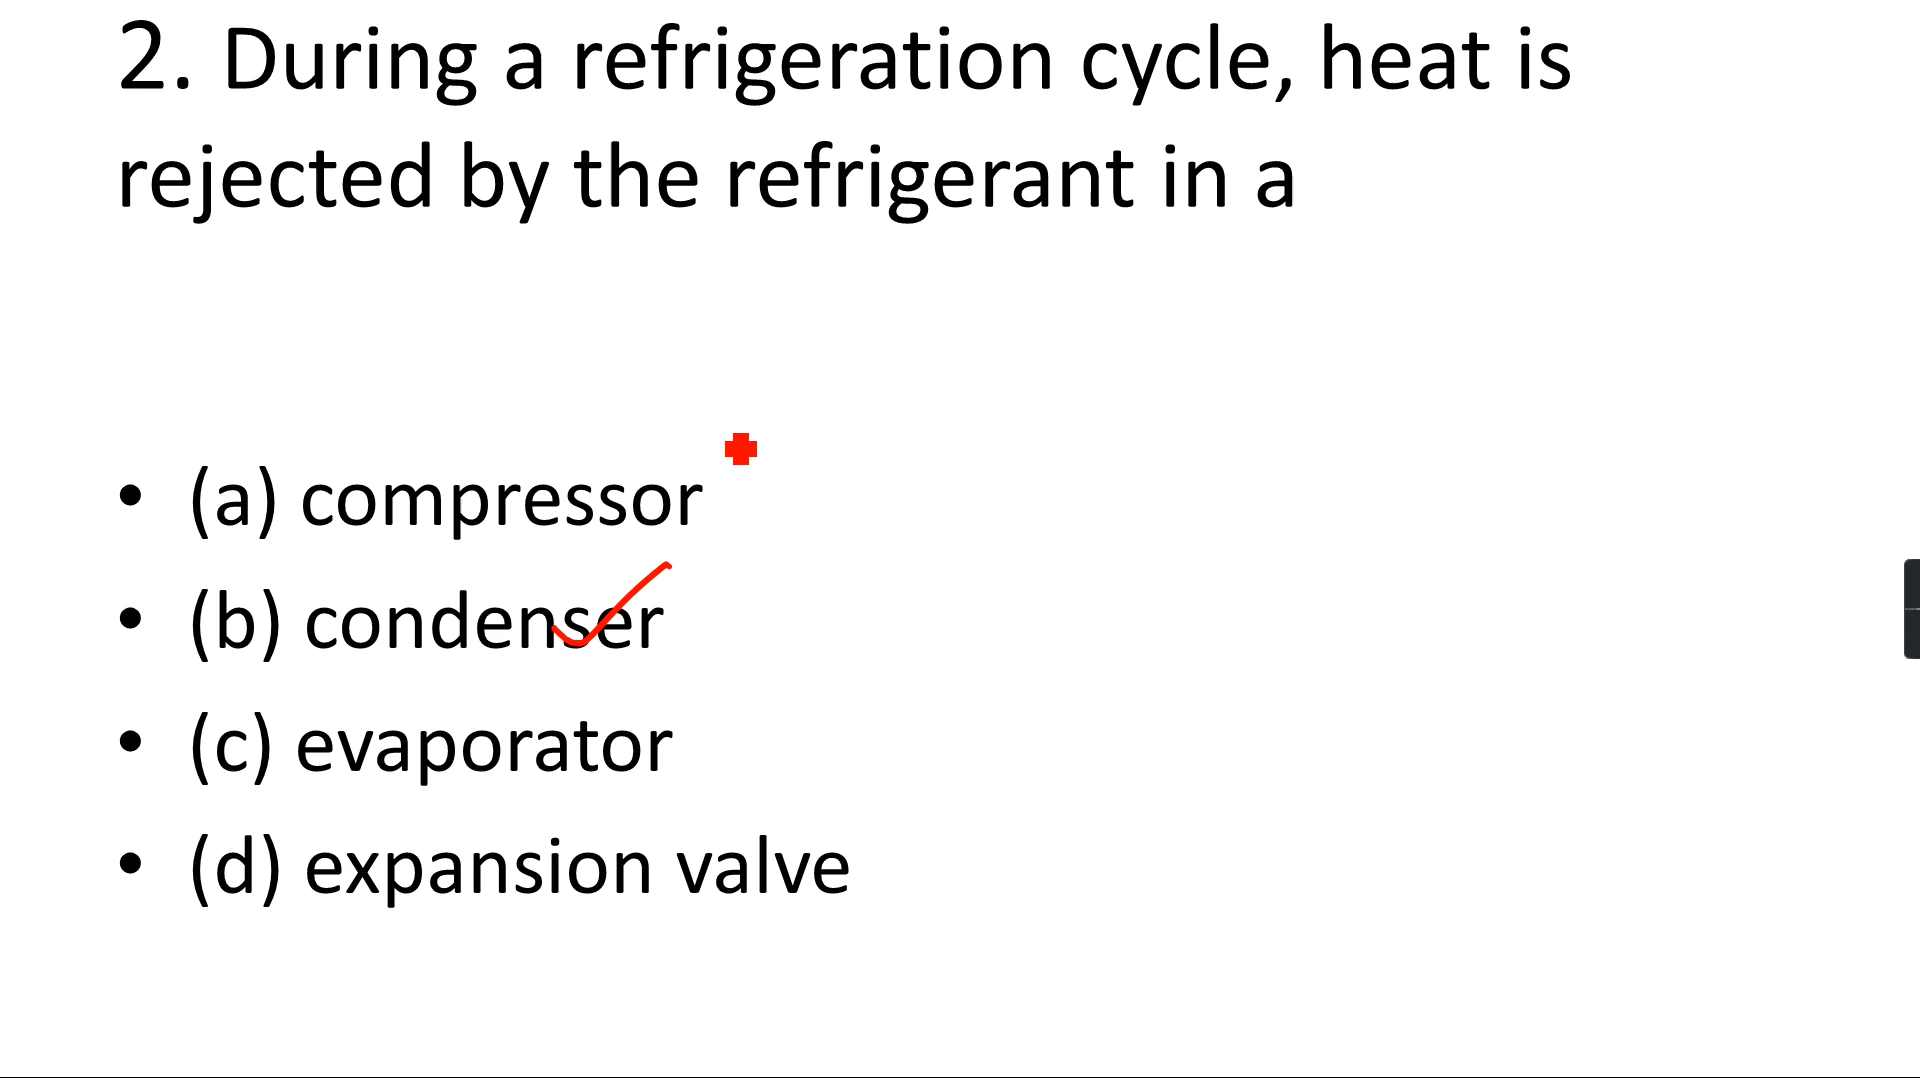 2. During a refrigeration cycle, heat is
rejected by the refrigerant in a
• (a) compressor
• (b) condenser
• (c) evaporator
• (d) expansion valve